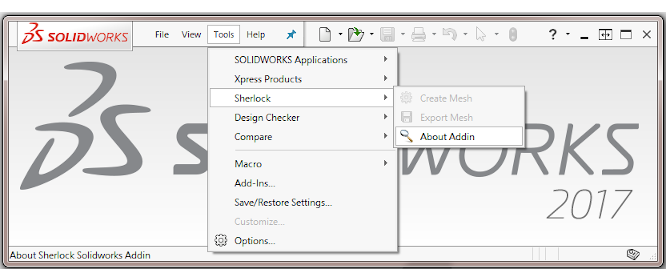 SOLIDWORKS File View Tools Help ?
SOLIDWORKS Applications
Xpress Products
Sherlock
Create Mesh
Design Checker
Export Mesh
Compare
About Addin
Macro
Add-Ins...
Save/Restore Settings...
Customize...
Options...
S WORKS
2017
About Sherlock Solidworks Addin